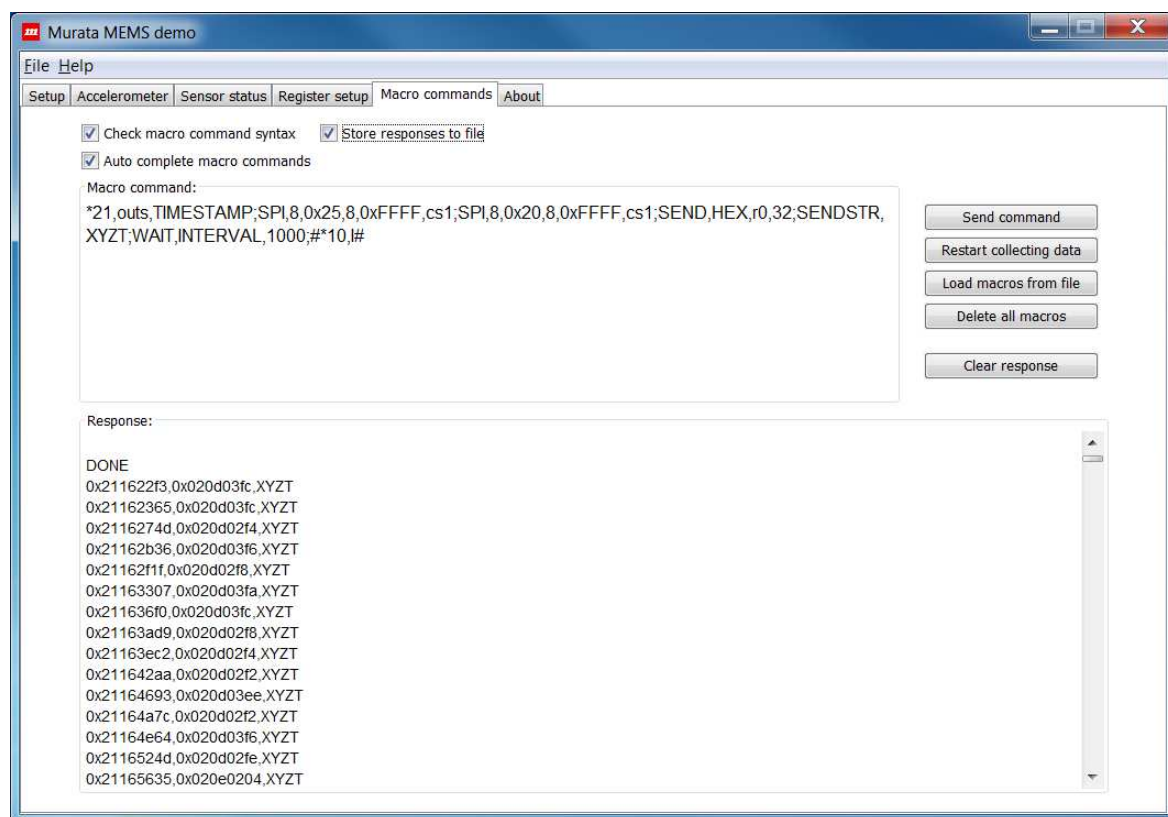 m Murata MEMS demo
X
File Help
Setup Accelerometer Sensor status Register setup Macro commands About
Check macro command syntax Store responses to file
Auto complete macro commands
Macro command:
*21,outs,TIMESTAMP;SPI,8,0x25,8,0xFFFF,cs1;SPI,8,0x20,8,0xFFFF,cs1;SEND,HEX,r0,32;SENDSTR,
XYZT;WAIT,INTERVAL,1000;#*10,I#
Send command
Restart collecting data
Load macros from file
Delete all macros
Clear response
Response:
DONE
0x211622f3,0x020d03fc,XYZT
0x21162365,0x020d03fc,XYZT
0x2116274d,0x020d02f4,XYZT
0x21162b36,0x020d03f6,XYZT
0x21162f1f,0x020d02f8,XYZT
0x21163307,0x020d03fa,XYZT
0x211636f0,0x020d03fc,XYZT
0x21163ad9,0x020d02f8,XYZT
0x21163ec2,0x020d02f4,XYZT
0x211642aa,0x020d02f2,XYZT
0x21164693,0x020d03ee,XYZT
0x21164a7c,0x020d02f2,XYZT
0x21164e64,0x020d03f6,XYZT
0x2116524d,0x020d02fe,XYZT
0x21165635,0x020e0204,XYZT